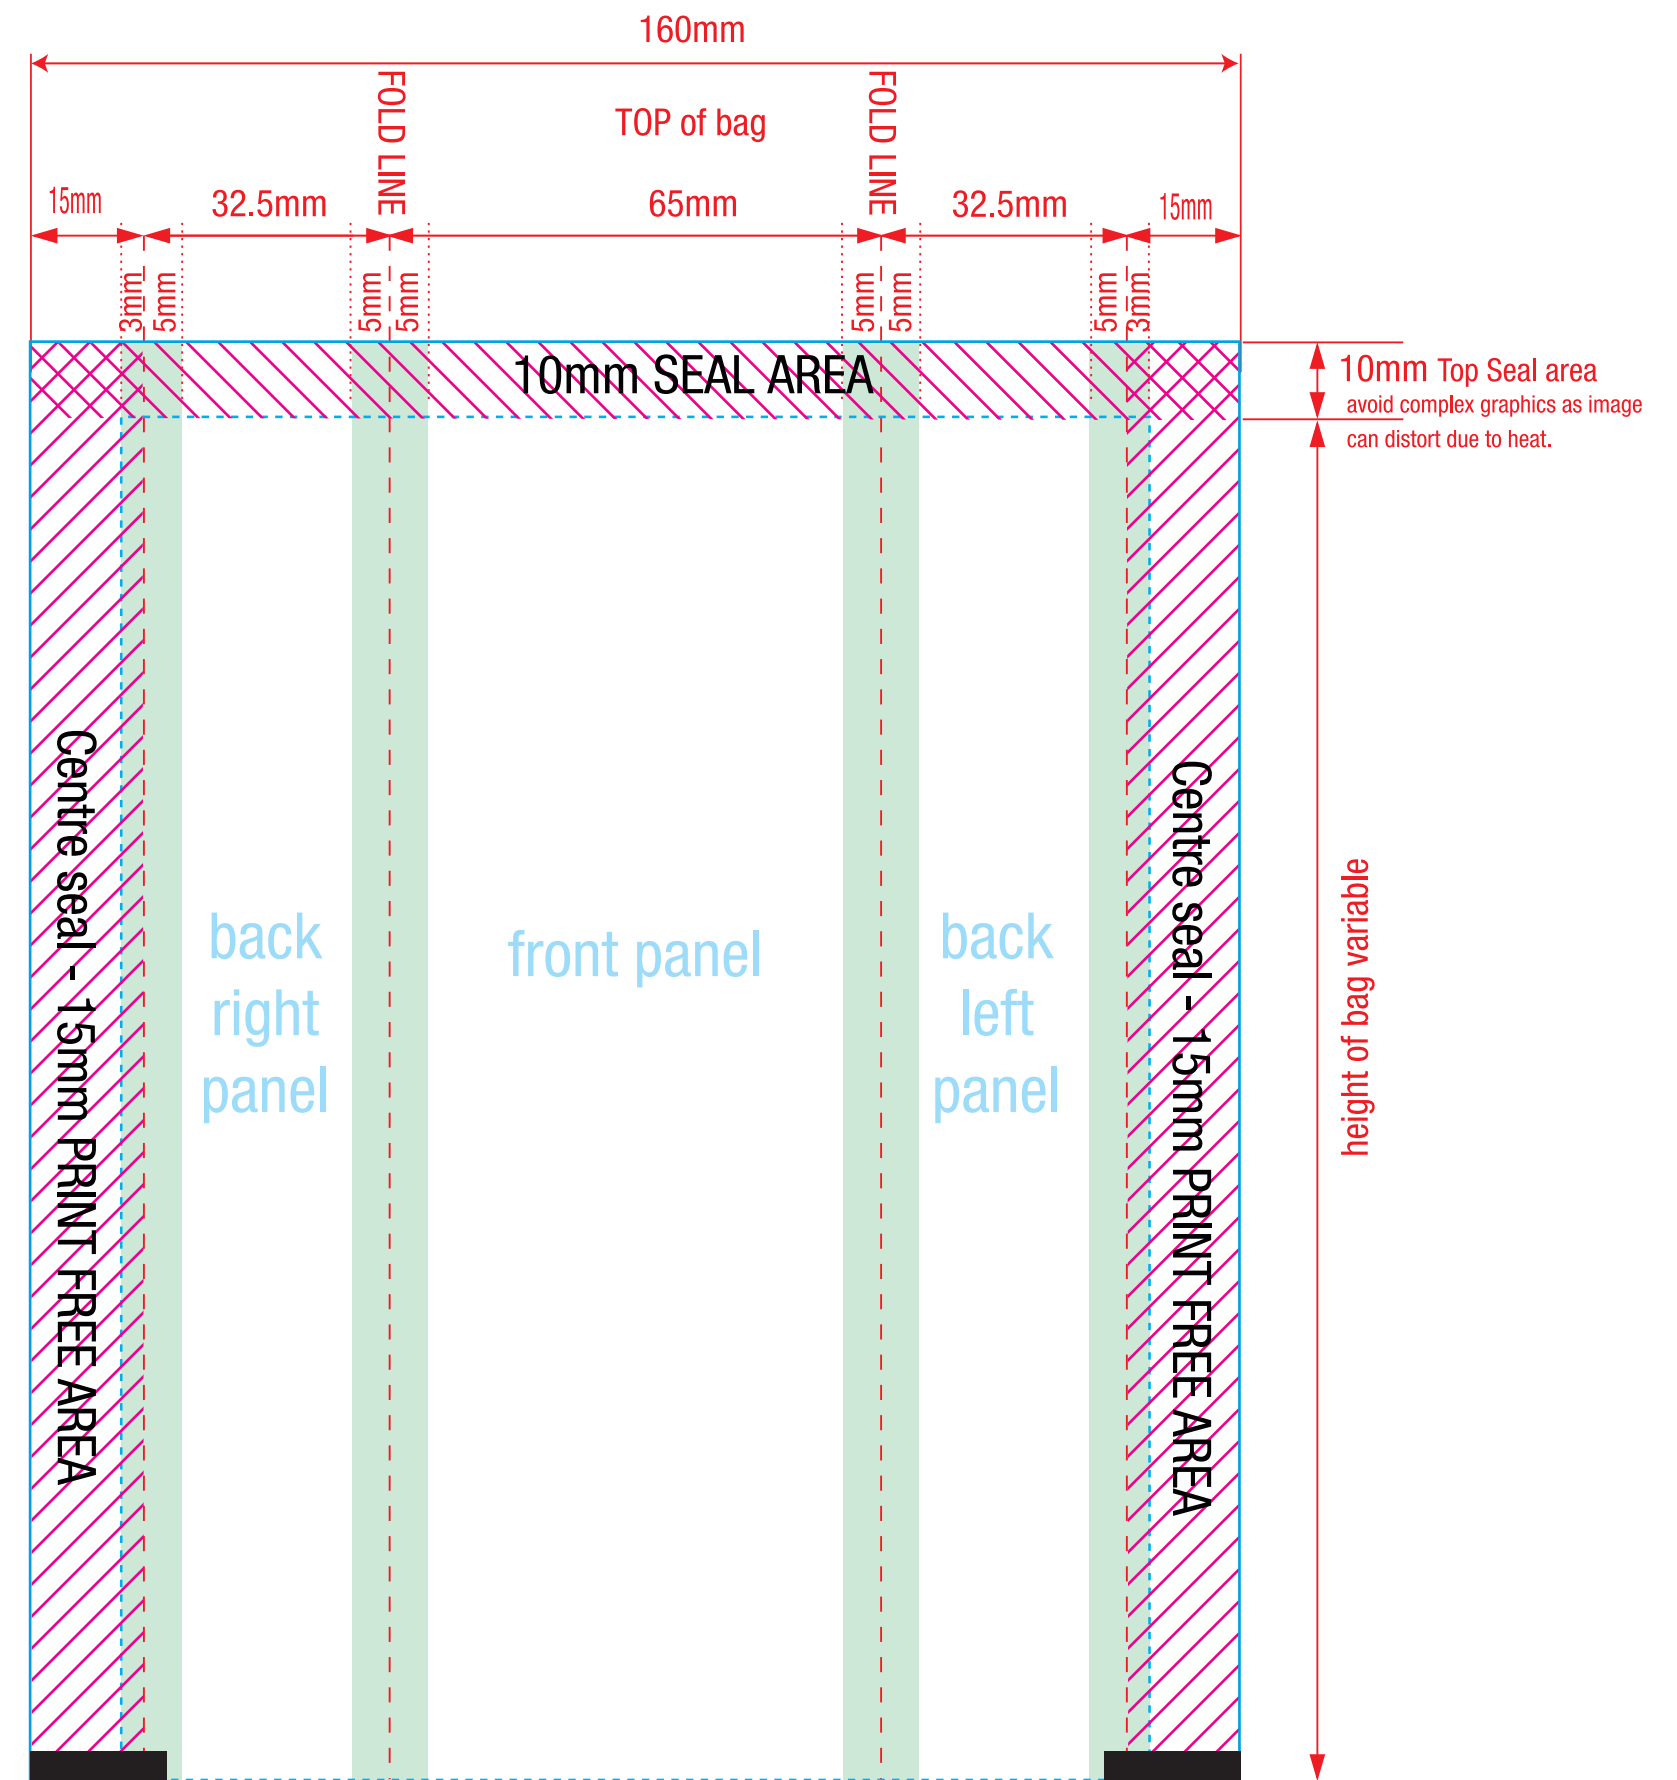 160mm
TOP of bag
FOLD LINE
FOLD LINE
15mm
32.5mm
65mm
32.5mm
15mm
3mm
5mm
5mm
5mm
5mm
5mm
5mm
3mm
10mm SEAL AREA
10mm Top Seal area
avoid complex graphics as image
can distort due to heat.
Centre seal - 15mm PRINT FREE AREA
back
right
panel
front panel
back
left
panel
Centre seal - 15mm PRINT FREE AREA
height of bag variable